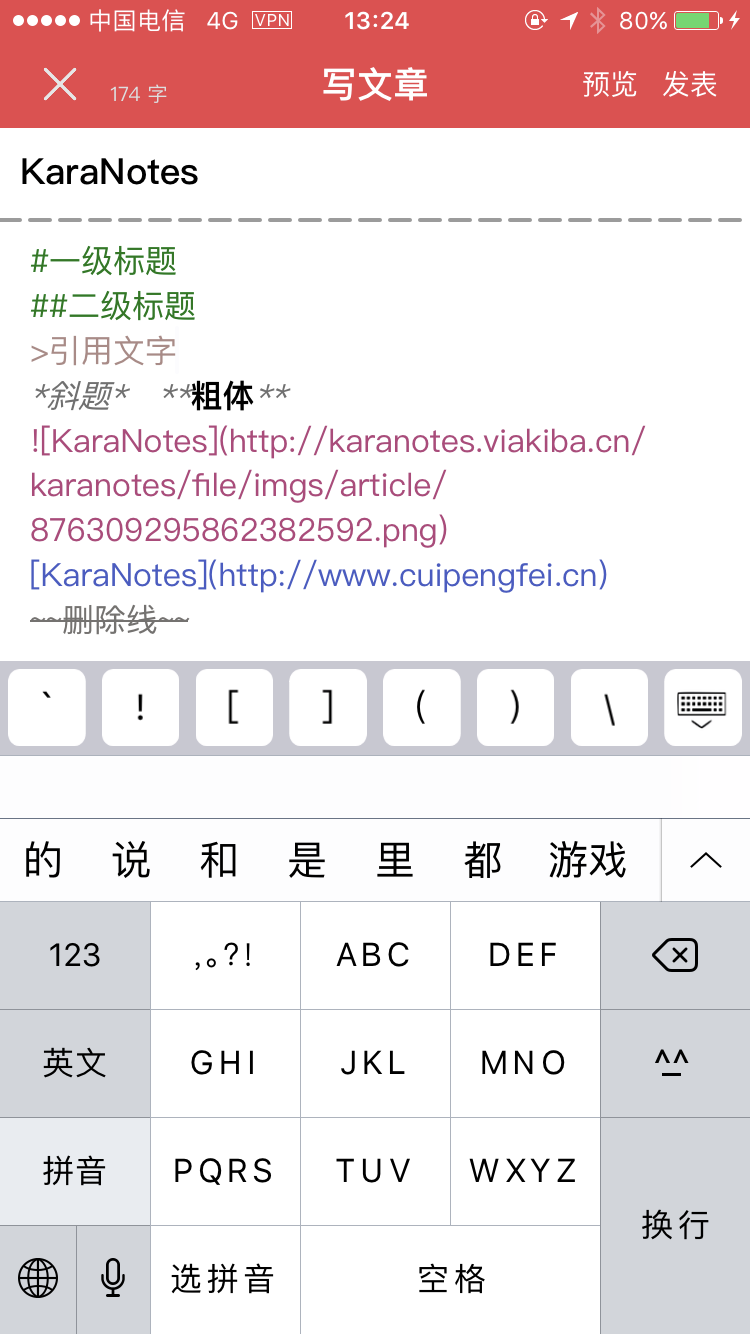 中国电信 4G VPN 13:24 80%
174 字 写文章 预览 发表
KaraNotes
#一级标题
##二级标题
>引用文字
*斜题* **粗体**
![KaraNotes](http://karanotes.viakiba.cn/
karanotes/file/imgs/article/
876309295862382592.png)
[KaraNotes](http://www.cuipengfei.cn)
~~删除线~~
` ! [ ] ( ) \
的 说 和 是 里 都 游戏
123 ,。?! ABC DEF
英文 GHI JKL MNO ^^
拼音 PQRS TUV WXYZ
换行
选拼音 空格